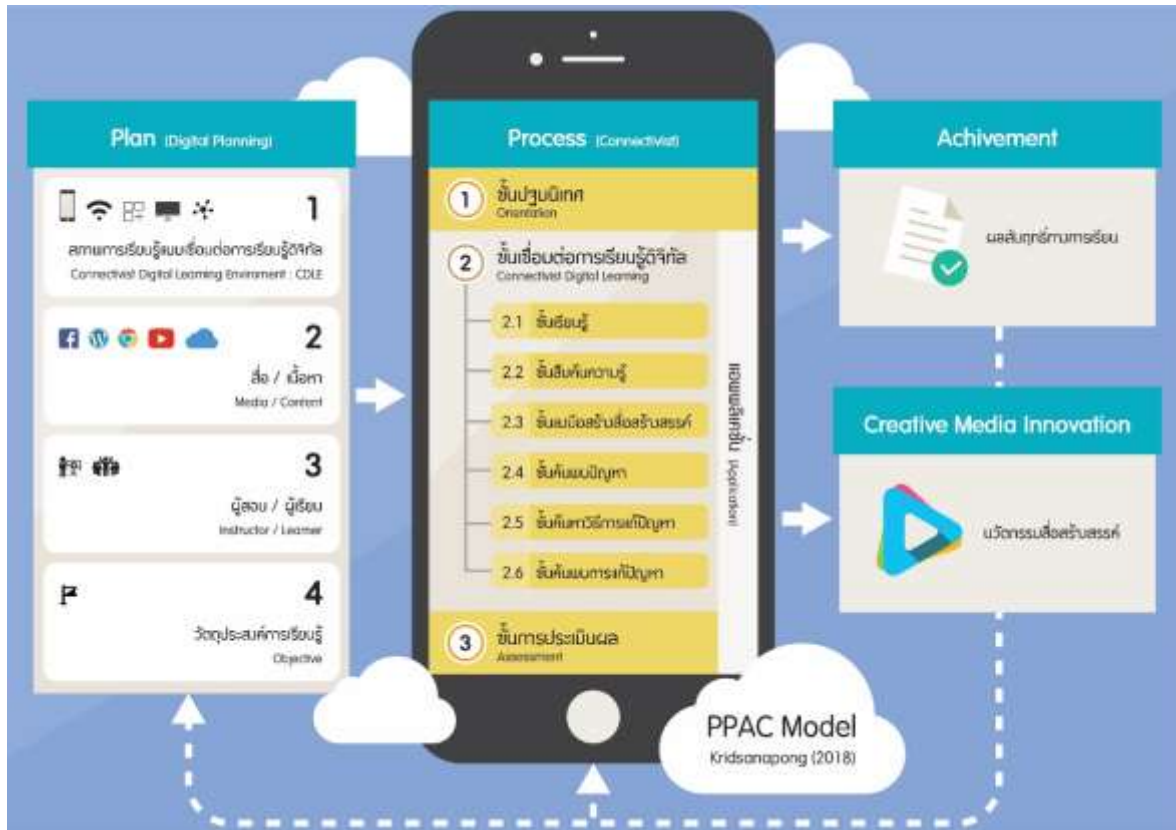 Plan (Digital Planning)
1
สภาพการเรียนรู้แบบเชื่อมต่อการเรียนรู้ดิจิทัล
Connectivist Digital Learning Enviroment : CDLE
2
สื่อ / เนื้อหา
Media / Content
3
ผู้สอน / ผู้เรียน
Instructor / Learner
4
วัตถุประสงค์การเรียนรู้
Objective
Process (Connectivist)
1 ขั้นปฐมนิเทศ
Orientation
2 ขั้นเชื่อมต่อการเรียนรู้ดิจิทัล
Connectivist Digital Learning
2.1 ขั้นเรียนรู้
2.2 ขั้นสืบค้นความรู้
2.3 ขั้นลงมือสร้างสื่อสร้างสรรค์
2.4 ขั้นค้นพบปัญหา
2.5 ขั้นค้นหาวิธีการแก้ปัญหา
2.6 ขั้นค้นพบการแก้ปัญหา
3 ขั้นการประเมินผล
Assessment
แอพพลิเคชั่น (Application)
Achivement
ผลสัมฤทธิ์ทางการเรียน
Creative Media Innovation
นวัตกรรมสื่อสร้างสรรค์
PPAC Model
Kridsanapong (2018)